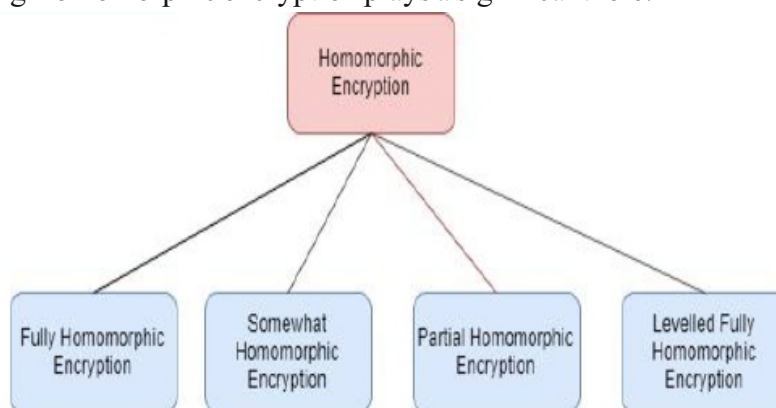 Homomorphic
Encryption
Fully Homomorphic
Encryption
Somewhat
Homomorphic
Encryption
Partial Homomorphic
Encryption
Levelled Fully
Homomorphic
Encryption